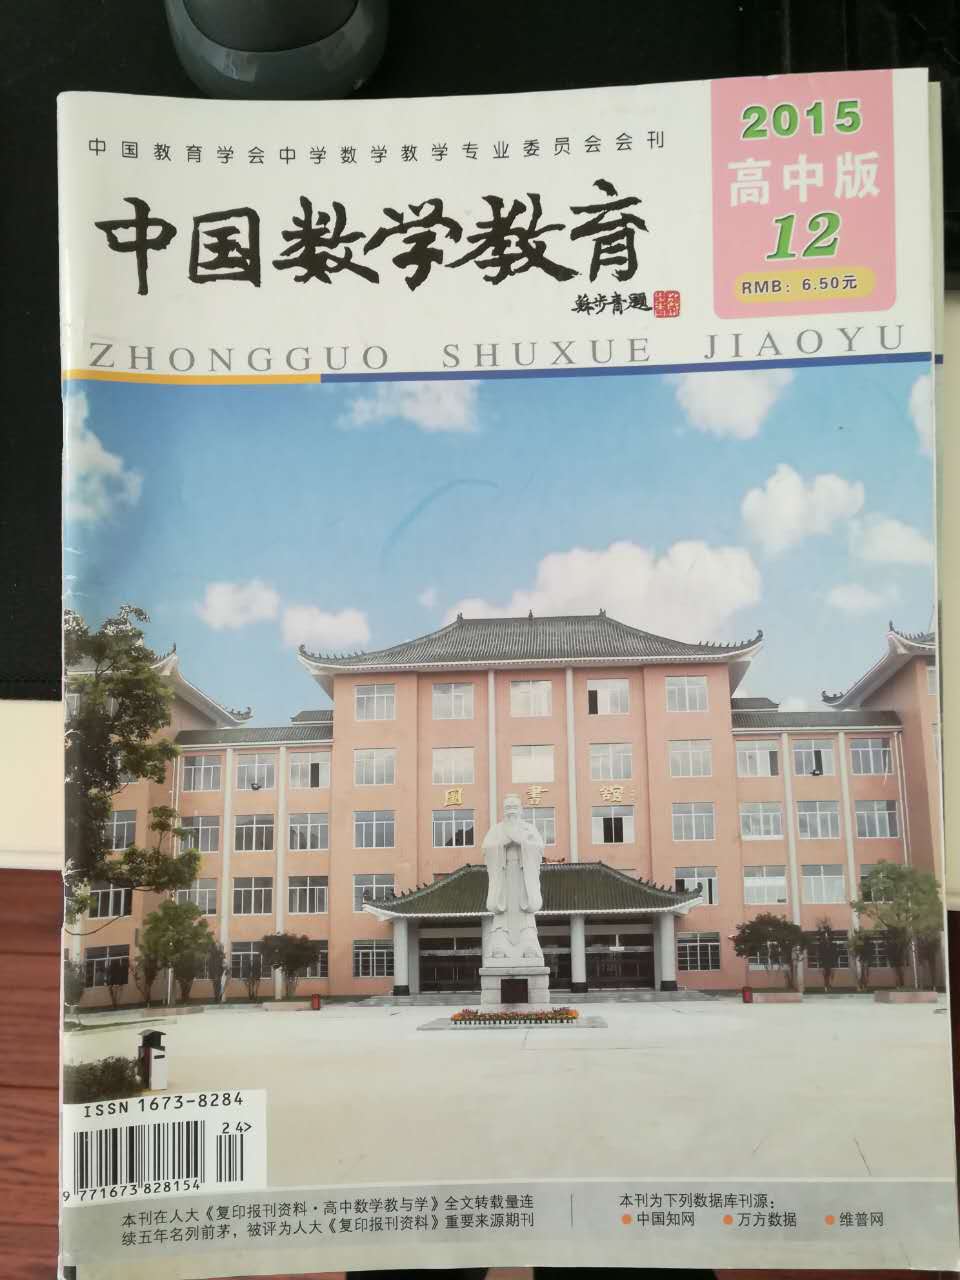 中国教育学会中学数学教学专业委员会会刊
2015
高中版
12
RMB：6.50元
中国数学教育
苏步青题
ZHONGGUO SHUXUE JIAOYU
图书馆
ISSN 1673-8284
24>
9 771673 828154
本刊在人大《复印报刊资料·高中数学教与学》全文转载量连
续五年名列前茅，被评为人大《复印报刊资料》重要来源期刊
本刊为下列数据库刊源：
中国知网 万方数据 维普网